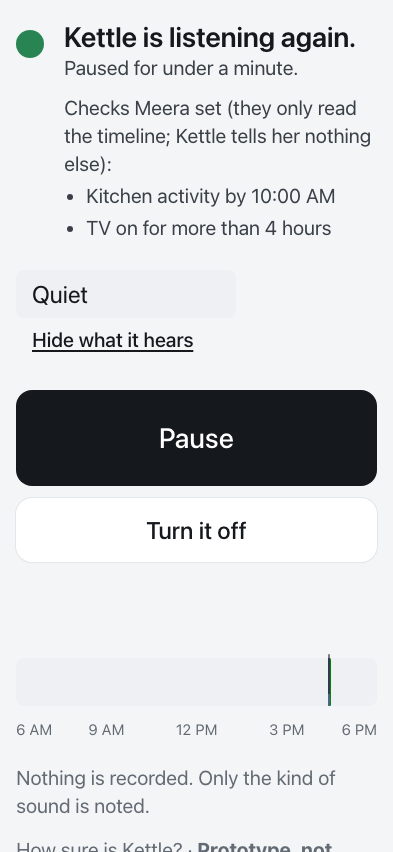 Kettle is listening again.
Paused for under a minute.
Checks Meera set (they only read
the timeline; Kettle tells her nothing
else):
• Kitchen activity by 10:00 AM
• TV on for more than 4 hours
Quiet
Hide what it hears
Pause
Turn it off
6 AM 9 AM 12 PM 3 PM 6 PM
Nothing is recorded. Only the kind of
sound is noted.
How sure is Kettle? · Prototype, not